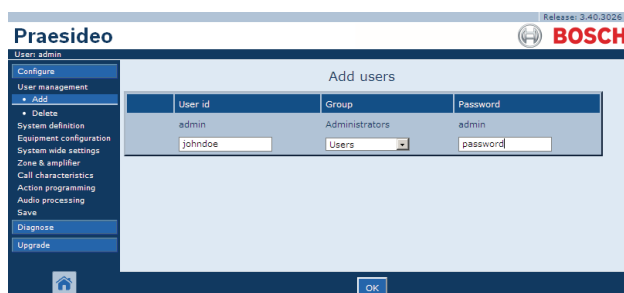 Release: 3.40.3026
Praesideo
BOSCH
User: admin
Configure
User management
• Add
• Delete
System definition
Equipment configuration
System wide settings
Zone & amplifier
Call characteristics
Action programming
Audio processing
Save
Diagnose
Upgrade
Add users
User id Group Password
admin Administrators admin
johndoe Users password
OK